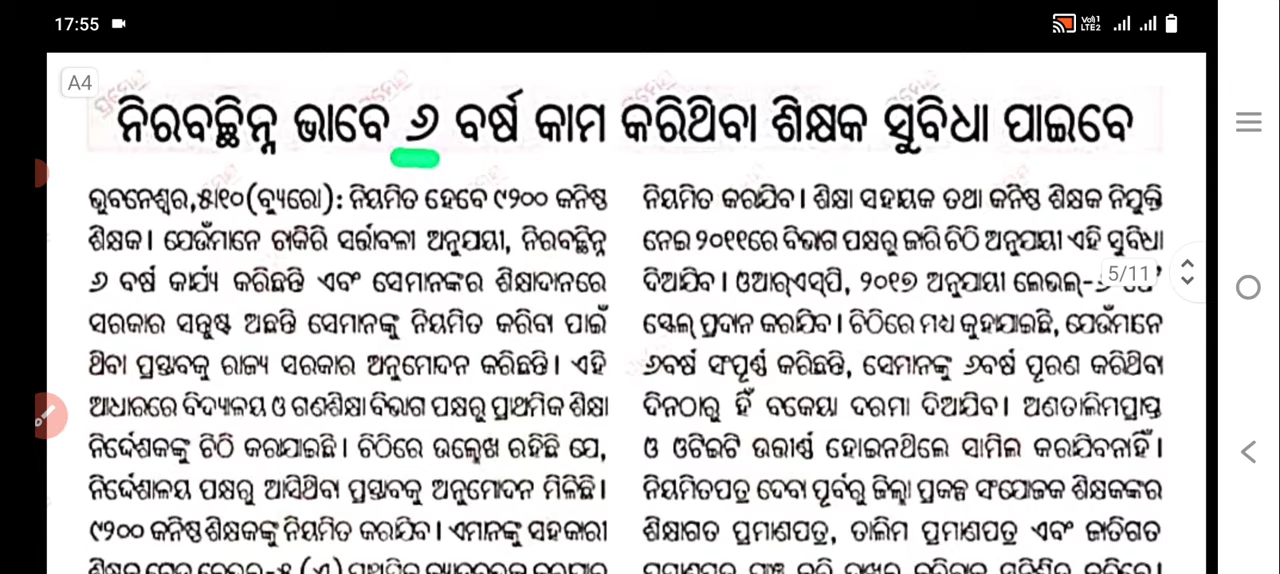 17:55
Vo1)1
LTE2
A4
ନିରବଚ୍ଛିନ୍ନ ଭାବେ ୬ ବର୍ଷ କାମ କରିଥିବା ଶିକ୍ଷକ ସୁବିଧା ପାଇବେ
ଭୁବନେଶ୍ୱର,୫।୧୦(ବ୍ୟୁରୋ): ନିୟମିତ ହେବେ ୯୨୦୦ କନିଷ୍ଠ
ଶିକ୍ଷକ। ଯେଉଁମାନେ ଚାକିରି ସର୍ତ୍ତାବଳୀ ଅନୁଯାୟୀ, ନିରବଚ୍ଛିନ୍ନ
୬ ବର୍ଷ କାର୍ଯ୍ୟ କରିଛନ୍ତି ଏବଂ ସେମାନଙ୍କର ଶିକ୍ଷାଦାନରେ
ସରକାର ସନ୍ତୁଷ୍ଟ ଅଛନ୍ତି ସେମାନଙ୍କୁ ନିୟମିତ କରିବା ପାଇଁ
ଥିବା ପ୍ରସ୍ତାବକୁ ରାଜ୍ୟ ସରକାର ଅନୁମୋଦନ କରିଛନ୍ତି। ଏହି
ଆଧାରରେ ବିଦ୍ୟାଳୟ ଓ ଗଣଶିକ୍ଷା ବିଭାଗ ପକ୍ଷରୁ ପ୍ରାଥମିକ ଶିକ୍ଷା
ନିର୍ଦ୍ଦେଶକଙ୍କୁ ଚିଠି କରାଯାଇଛି। ଚିଠିରେ ଉଲ୍ଲେଖ ରହିଛି ଯେ,
ନିର୍ଦ୍ଦେଶାଳୟ ପକ୍ଷରୁ ଆସିଥିବା ପ୍ରସ୍ତାବକୁ ଅନୁମୋଦନ ମିଳିଛି।
୯୨୦୦ କନିଷ୍ଠ ଶିକ୍ଷକଙ୍କୁ ନିୟମିତ କରାଯିବ। ଏମାନଙ୍କୁ ସହକାରୀ
ନିୟମିତ କରାଯିବ। ଶିକ୍ଷା ସହାୟକ ତଥା କନିଷ୍ଠ ଶିକ୍ଷକ ନିଯୁକ୍ତି
ନେଇ ୨୦୧୧ରେ ବିଭାଗ ପକ୍ଷରୁ ଜାରି ଚିଠି ଅନୁଯାୟୀ ଏହି ସୁବିଧା
ଦିଆଯିବ। ଓଆର୍‌ଏସ୍‌ପି, ୨୦୧୭ ଅନୁଯାୟୀ ଲେଭଲ୍-
5/11
ସ୍କେଲ୍ ପ୍ରଦାନ କରାଯିବ। ଚିଠିରେ ମଧ୍ୟ କୁହାଯାଇଛି, ଯେଉଁମାନେ
୬ବର୍ଷ ସଂପୂର୍ଣ୍ଣ କରିଛନ୍ତି, ସେମାନଙ୍କୁ ୬ବର୍ଷ ପୂରଣ କରିଥିବା
ଦିନଠାରୁ ହିଁ ବକେୟା ଦରମା ଦିଆଯିବ। ଅଣତାଲିମପ୍ରାପ୍ତ
ଓ ଓଟିଇଟି ଉତ୍ତୀର୍ଣ୍ଣ ହୋଇନଥିଲେ ସାମିଲ କରାଯିବନାହିଁ।
ନିୟମିତପତ୍ର ଦେବା ପୂର୍ବରୁ ଜିଲ୍ଲା ପ୍ରକଳ୍ପ ସଂଯୋଜକ ଶିକ୍ଷକଙ୍କର
ଶିକ୍ଷାଗତ ପ୍ରମାଣପତ୍ର, ତାଲିମ ପ୍ରମାଣପତ୍ର ଏବଂ ଜାତିଗତ